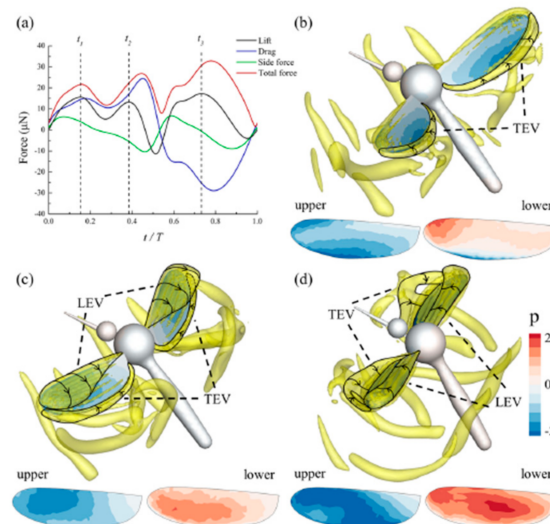 (a)
t₁
t₂
t₃
Lift
Drag
Side force
Total force
Force (μN)
40
30
20
10
0
-10
-20
-30
-40
0.0 0.2 0.4 0.6 0.8 1.0
t / T
(b)
TEV
upper lower
(c)
LEV
TEV
upper lower
(d)
TEV
LEV
upper lower
p
2
0